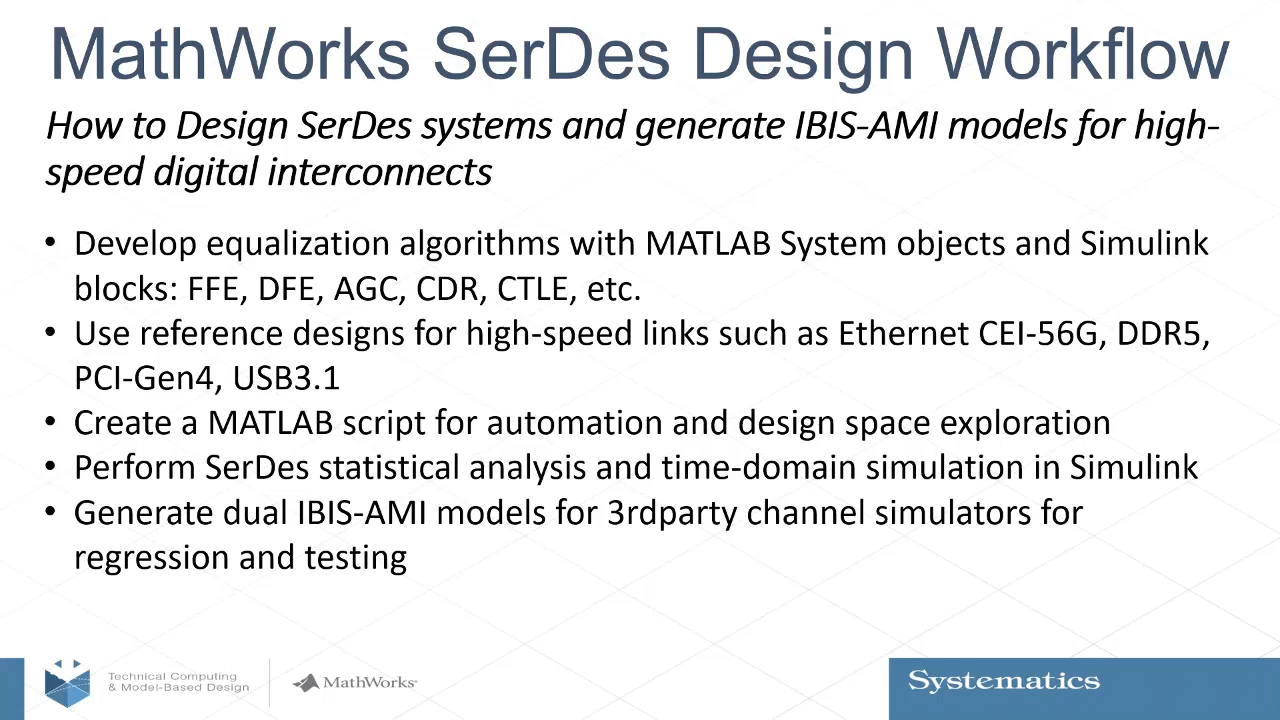 MathWorks SerDes Design Workflow
How to Design SerDes systems and generate IBIS-AMI models for high-
speed digital interconnects
• Develop equalization algorithms with MATLAB System objects and Simulink
blocks: FFE, DFE, AGC, CDR, CTLE, etc.
• Use reference designs for high-speed links such as Ethernet CEI-56G, DDR5,
PCI-Gen4, USB3.1
• Create a MATLAB script for automation and design space exploration
• Perform SerDes statistical analysis and time-domain simulation in Simulink
• Generate dual IBIS-AMI models for 3rdparty channel simulators for
regression and testing
Technical Computing
& Model-Based Design
MathWorks
Systematics